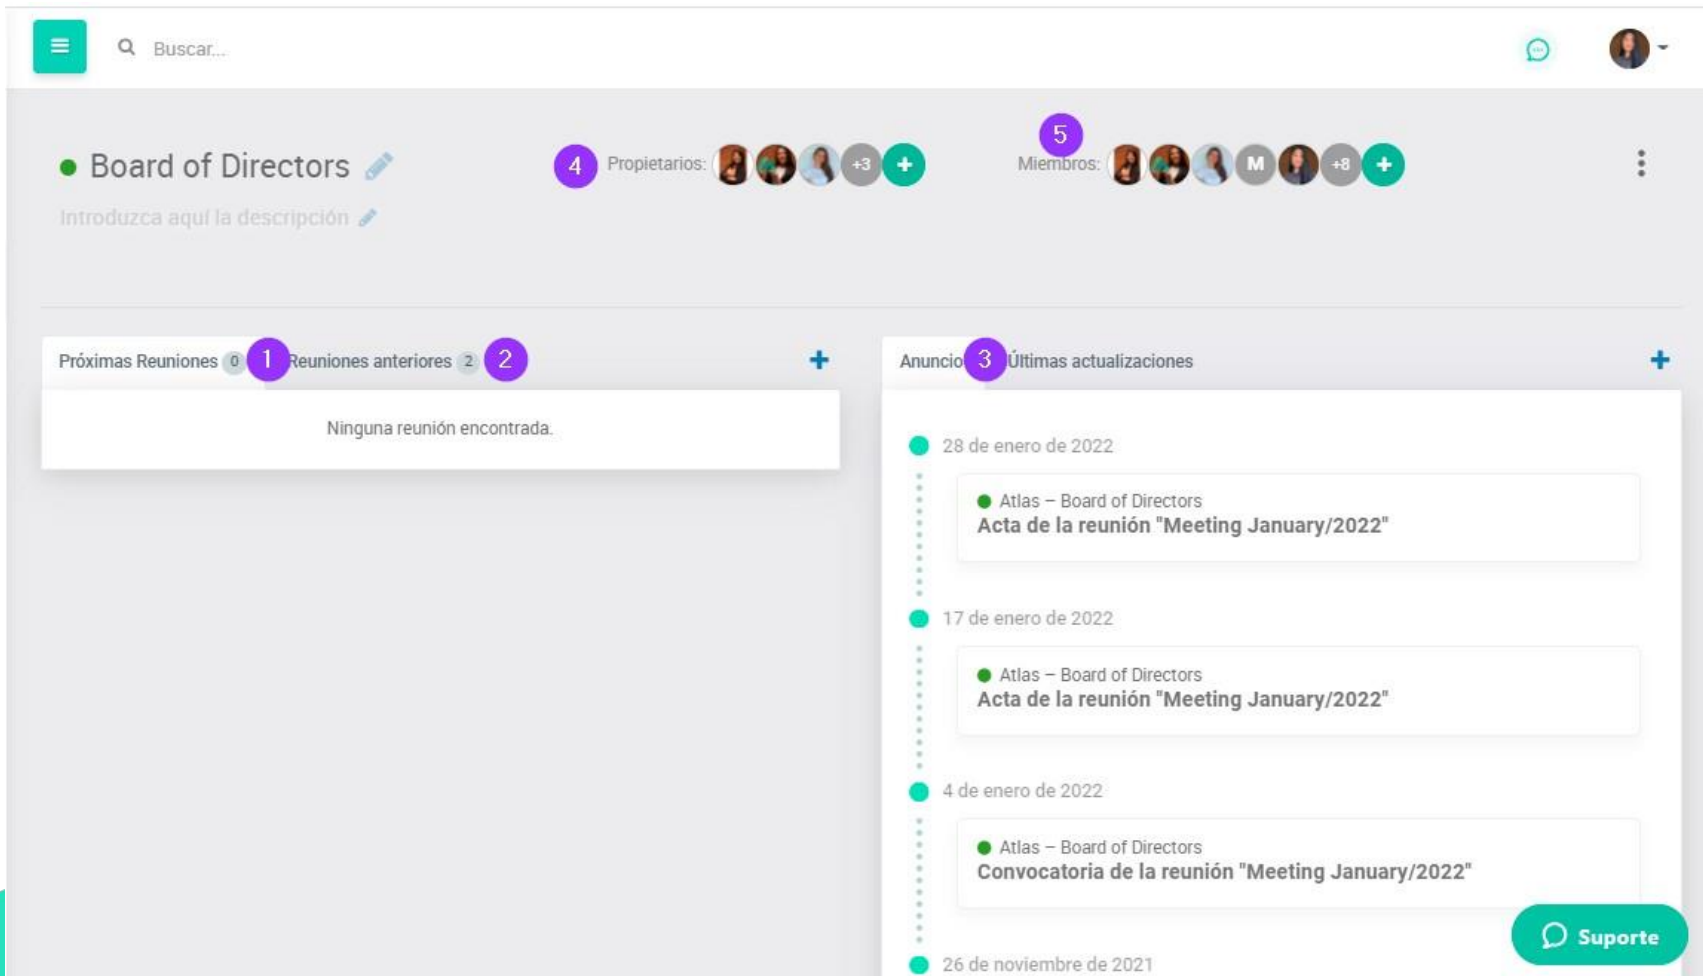 Buscar...
5
Board of Directors
4 Propietarios: +3 +
Miembros: M +8 +
Introduzca aquí la descripción
Próximas Reuniones 0 1 Reuniones anteriores 2 2 +
Anuncio 3 Últimas actualizaciones +
Ninguna reunión encontrada.
28 de enero de 2022
Atlas – Board of Directors
Acta de la reunión "Meeting January/2022"
17 de enero de 2022
Atlas – Board of Directors
Acta de la reunión "Meeting January/2022"
4 de enero de 2022
Atlas – Board of Directors
Convocatoria de la reunión "Meeting January/2022"
Suporte
26 de noviembre de 2021